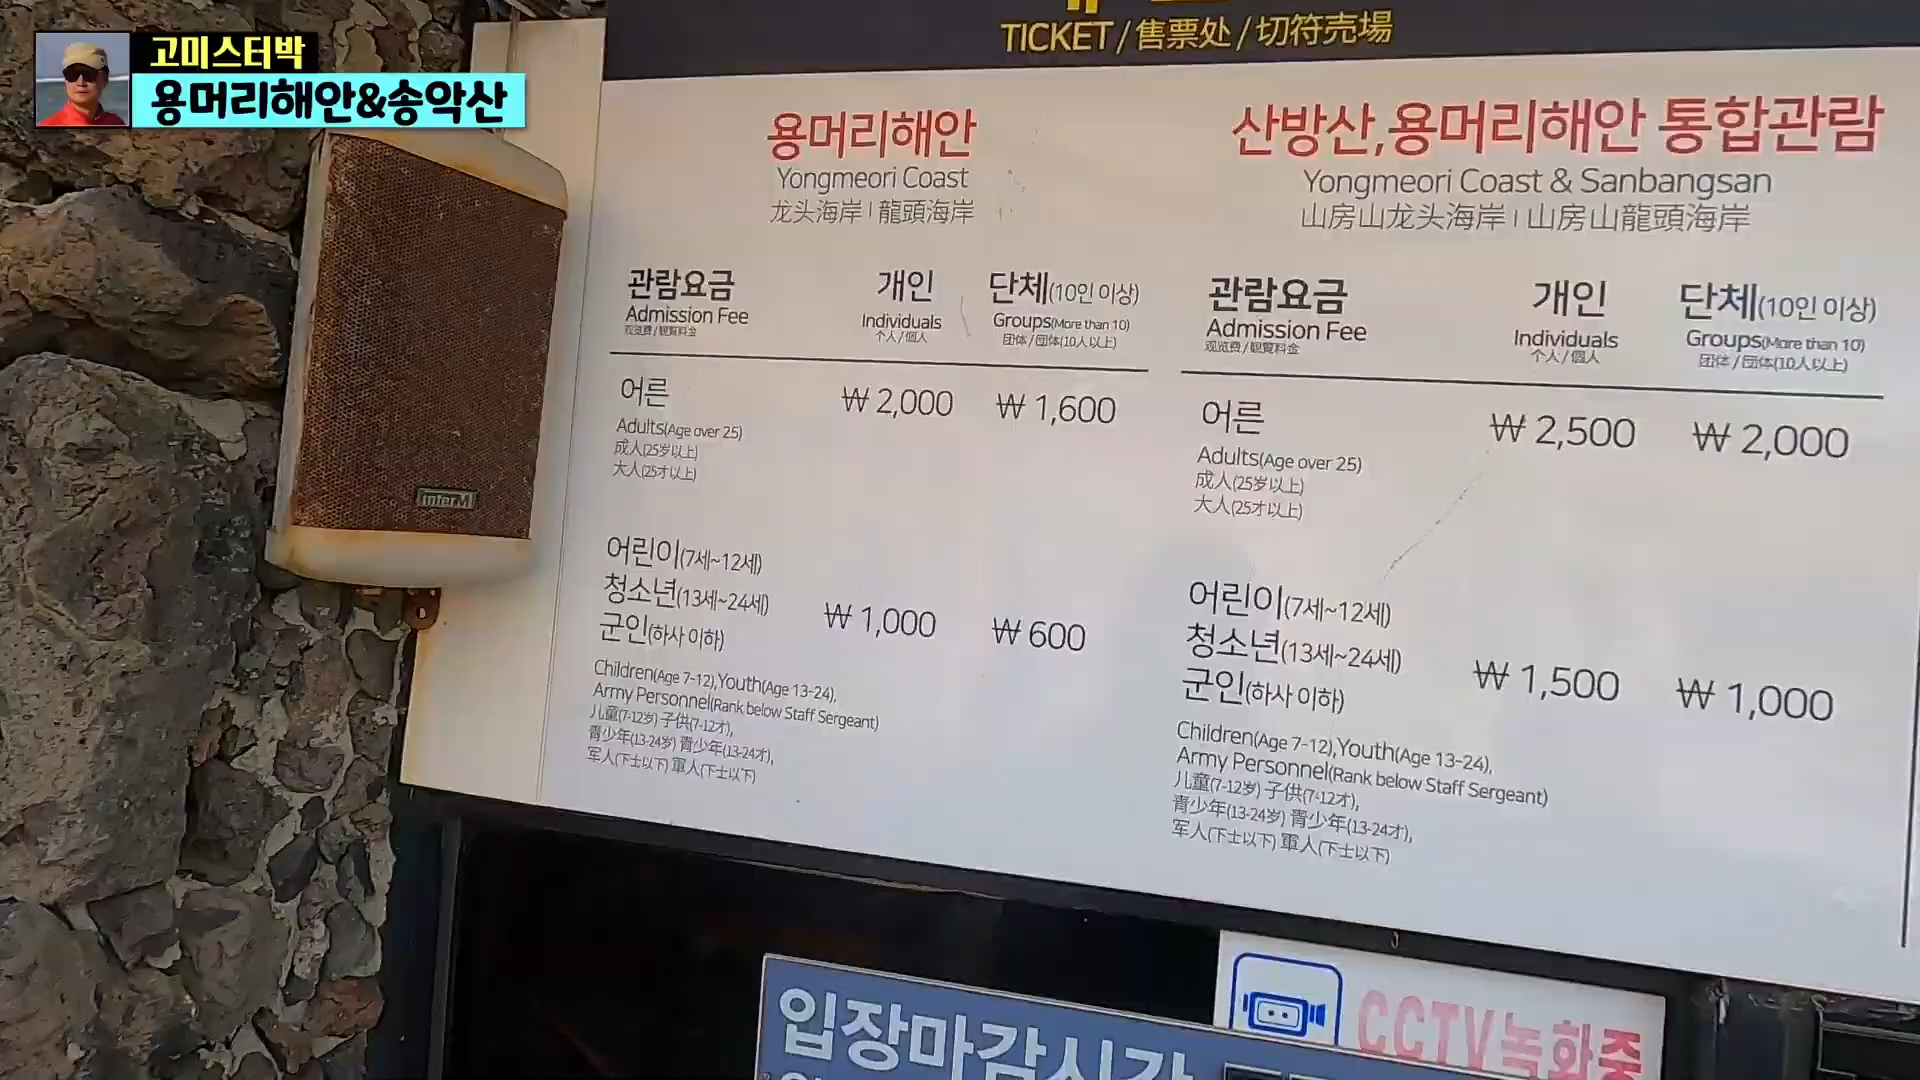 고미스터박
용머리해안&송악산
TICKET / 售票处 / 切符売場
용머리해안
Yongmeori Coast
龙头海岸 | 龍頭海岸
관람요금 개인 단체(10인 이상)
Admission Fee Individuals Groups(More than 10)
观览费/観覧料金 个人/個人 团体/団体(10人以上)
어른 ₩ 2,000 ₩ 1,600
Adults(Age over 25)
成人(25岁以上)
大人(25才以上)
어린이(7세~12세)
청소년(13세~24세) ₩ 1,000 ₩ 600
군인(하사 이하)
Children(Age 7-12),Youth(Age 13-24),
Army Personnel(Rank below Staff Sergeant)
儿童(7-12岁) 子供(7-12才),
青少年(13-24岁) 青少年(13-24才),
军人(下士以下) 軍人(下士以下)
산방산,용머리해안 통합관람
Yongmeori Coast & Sanbangsan
山房山龙头海岸 | 山房山龍頭海岸
관람요금 개인 단체(10인 이상)
Admission Fee Individuals Groups(More than 10)
观览费/観覧料金 个人/個人 团体/団体(10人以上)
어른 ₩ 2,500 ₩ 2,000
Adults(Age over 25)
成人(25岁以上)
大人(25才以上)
어린이(7세~12세)
청소년(13세~24세) ₩ 1,500 ₩ 1,000
군인(하사 이하)
Children(Age 7-12),Youth(Age 13-24),
Army Personnel(Rank below Staff Sergeant)
儿童(7-12岁) 子供(7-12才),
青少年(13-24岁) 青少年(13-24才),
军人(下士以下) 軍人(下士以下)
interM
입장마감시간
CCTV녹화중